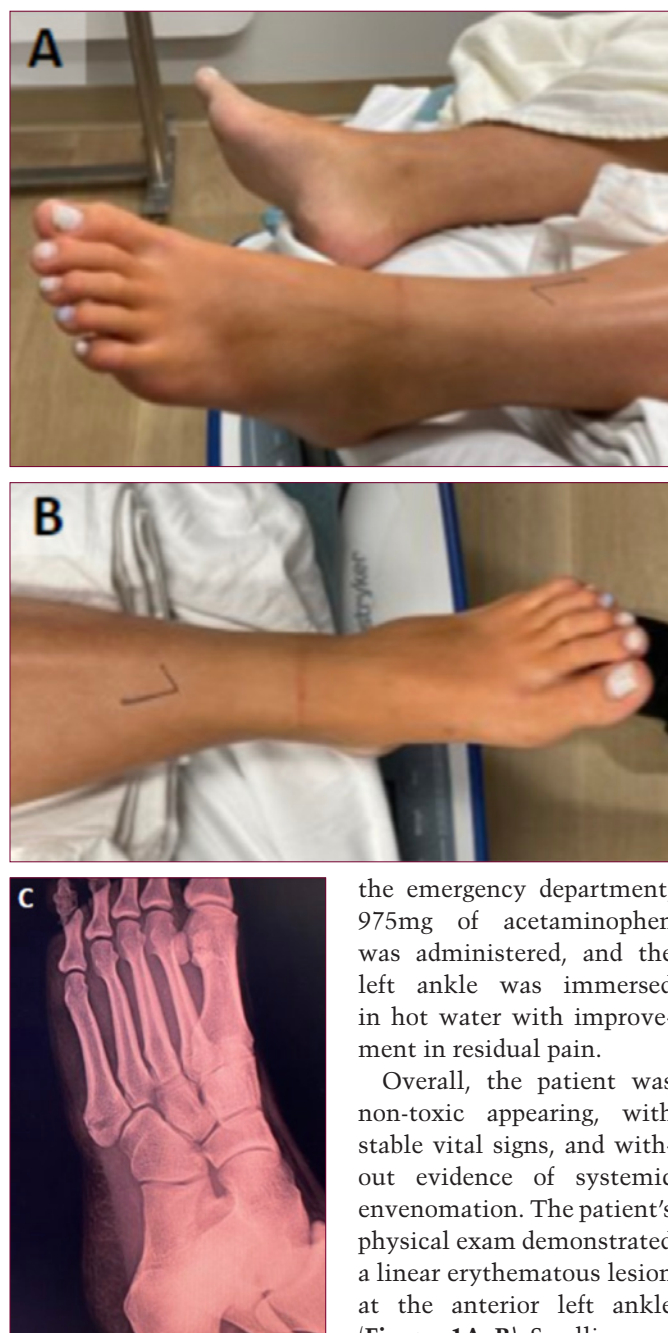 A
B
stryker
C
the emergency department
975mg of acetaminophen
was administered, and the
left ankle was immersed
in hot water with improve-
ment in residual pain.
Overall, the patient was
non-toxic appearing, with
stable vital signs, and with-
out evidence of systemic
envenomation. The patient's
physical exam demonstrated
a linear erythematous lesion
at the anterior left ankle